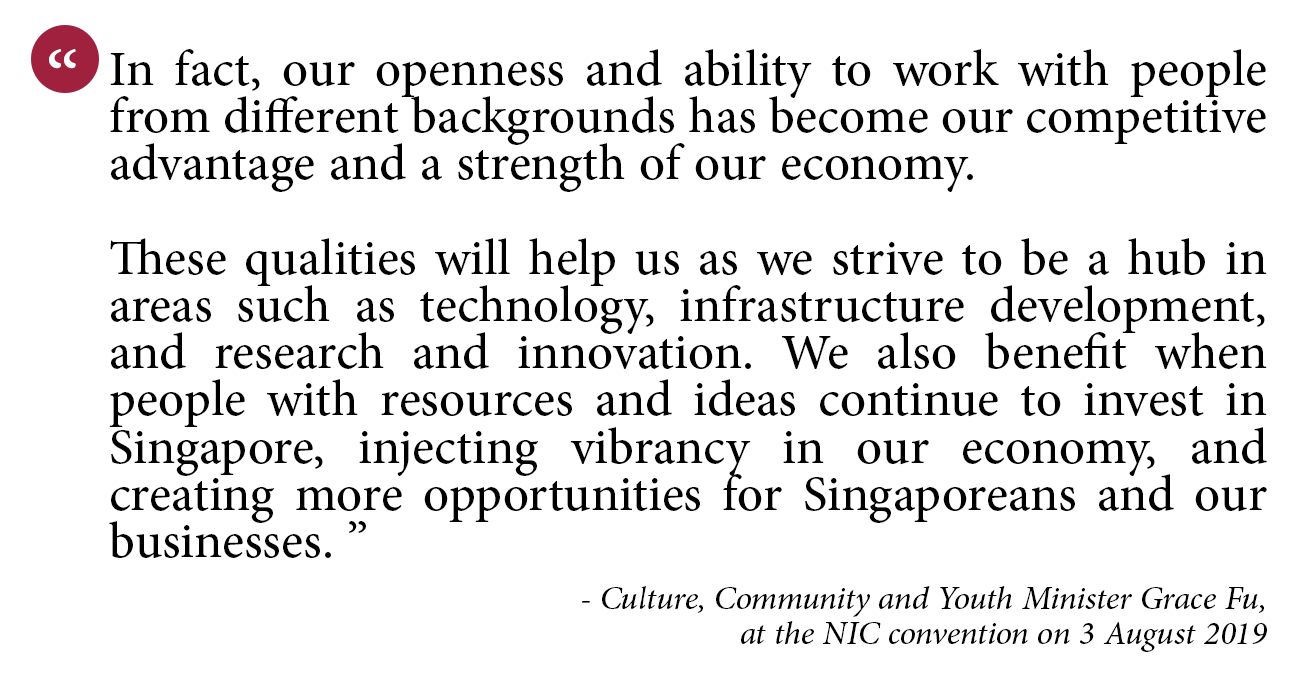 “ In fact, our openness and ability to work with people
from different backgrounds has become our competitive
advantage and a strength of our economy.
These qualities will help us as we strive to be a hub in
areas such as technology, infrastructure development,
and research and innovation. We also benefit when
people with resources and ideas continue to invest in
Singapore, injecting vibrancy in our economy, and
creating more opportunities for Singaporeans and our
businesses. ”
- Culture, Community and Youth Minister Grace Fu,
at the NIC convention on 3 August 2019